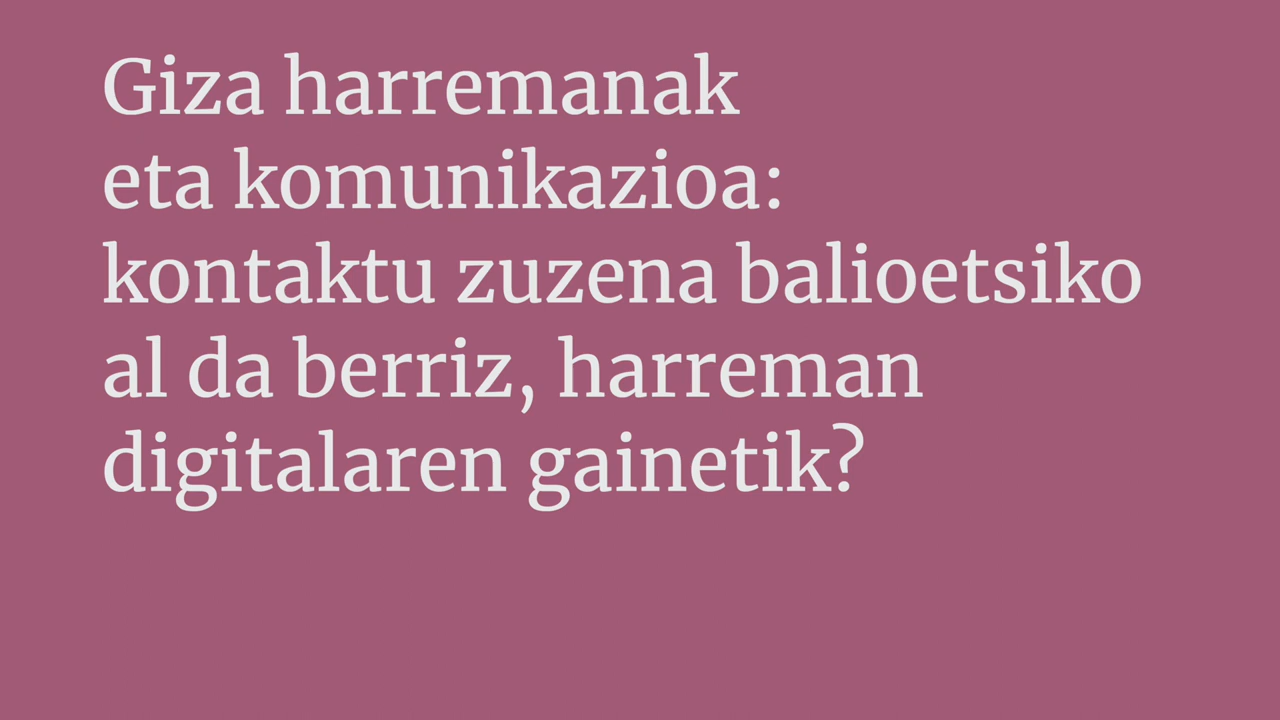 Giza harremanak
eta komunikazioa:
kontaktu zuzena balioetsiko
al da berriz, harreman
digitalaren gainetik?